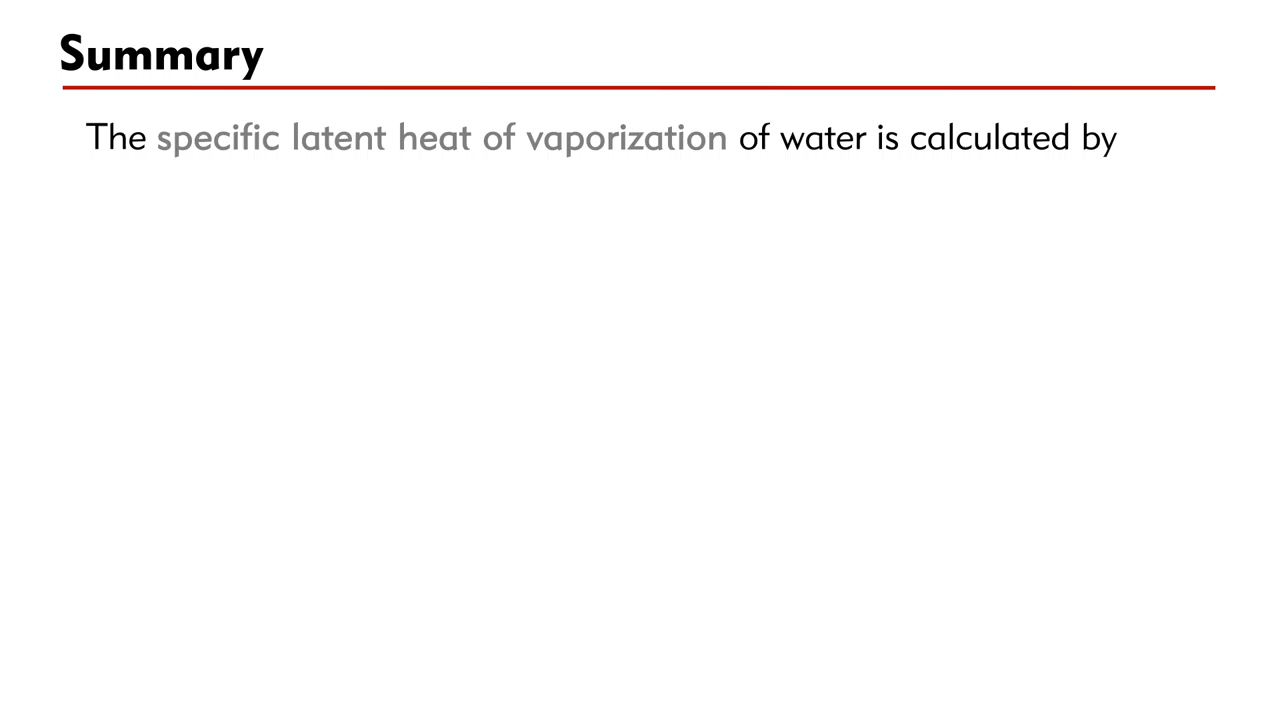 Summary
The specific latent heat of vaporization of water is calculated by